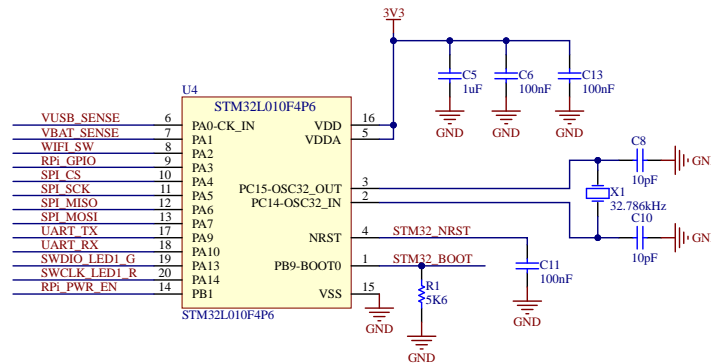 3V3
U4
STM32L010F4P6
VUSB_SENSE 6 PA0-CK_IN
VBAT_SENSE 7 PA1
WIFI_SW 8 PA2
RPi_GPIO 9 PA3
SPI_CS 10 PA4
SPI_SCK 11 PA5
SPI_MISO 12 PA6
SPI_MOSI 13 PA7
UART_TX 17 PA9
UART_RX 18 PA10
SWDIO_LED1_G 19 PA13
SWCLK_LED1_R 20 PA14
RPi_PWR_EN 14 PB1
VDD 16
VDDA 5
PC15-OSC32_OUT 3
PC14-OSC32_IN 2
NRST 4 STM32_NRST
PB9-BOOT0 1 STM32_BOOT
VSS 15
STM32L010F4P6
C5
1uF
GND
C6
100nF
GND
C13
100nF
GND
C8
10pF
GN
X1
32.786kHz
C10
10pF
GN
C11
100nF
GND
R1
5K6
GND
GND